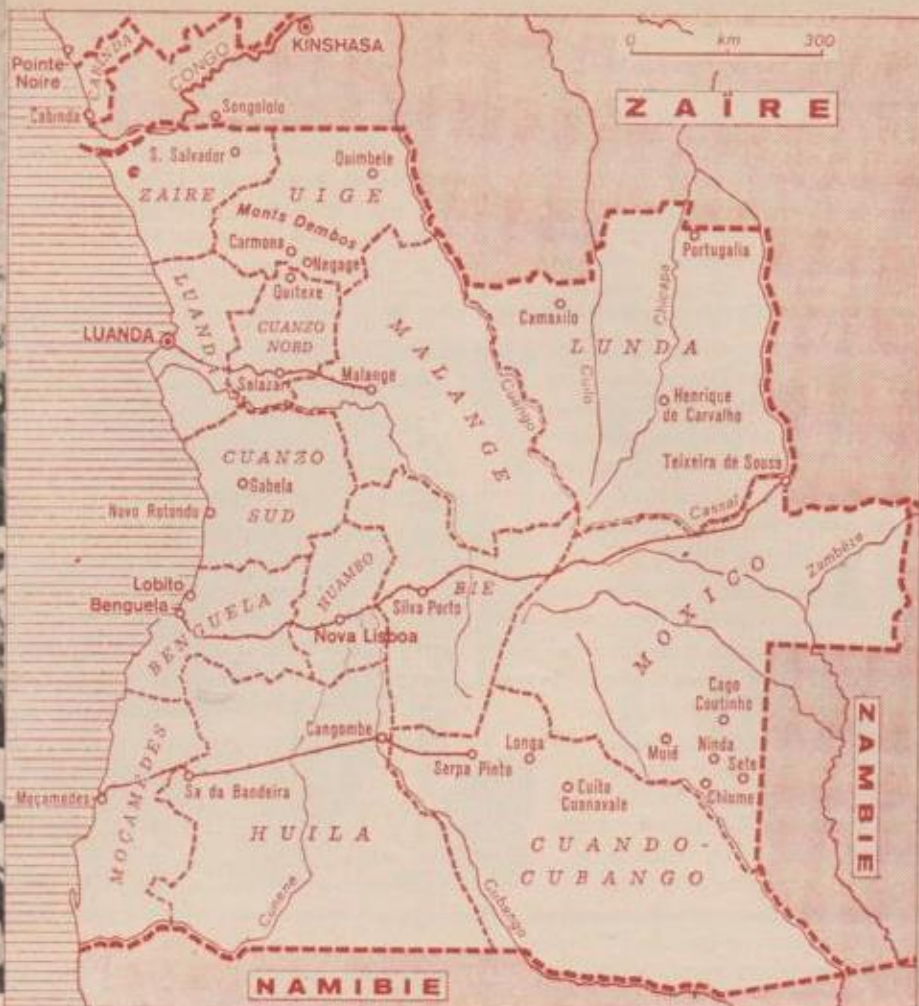 KINSHASA
0 km 300
Pointe-
Noire
CABINDA
CONGO
ZAÏRE
Cabinda
Songololo
S. Salvador
Quimbele
ZAIRE
UIGE
Monts Dembos
Carmona
Negage
Portugalia
Quitexe
Camaxilo
Chicapa
LUAND
LUANDA
CUANZO
NORD
MALANGE
LUNDA
Salazar
Malange
Cuango
Cuilo
Henrique
de Carvalho
CUANZO
Gabela
SUD
Teixeira de Sousa
Novo Rotondo
Cassai
Zambèze
Lobito
Benguela
HUAMBO
BIE
Silva Porto
BENGUELA
Nova Lisboa
MOXICO
Cago
Coutinho
ZAMBIE
Cangombe
Longa
Serpa Pinto
Muié
Ninda
Sete
Chiume
Moçamedes
Sa da Bandeira
Cuito
Cuanavale
MOÇAMEDES
HUILA
CUANDO-
CUBANGO
Cunene
Cubango
NAMIBIE